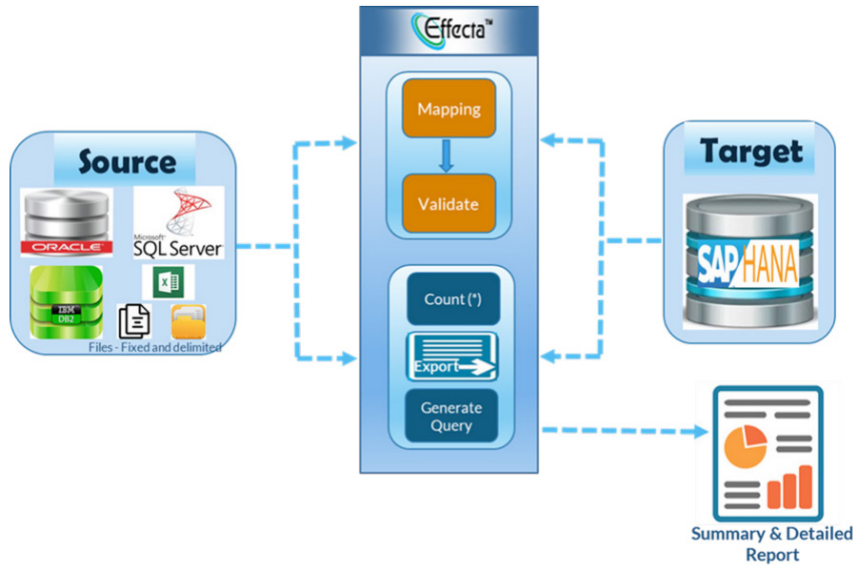 Effecta™
Mapping
Validate
Source
ORACLE
Microsoft®
SQL Server
IBM
DB2
X
Files - Fixed and delimited
Target
SAP HANA
Count (*)
Export
Generate
Query
Summary & Detailed
Report